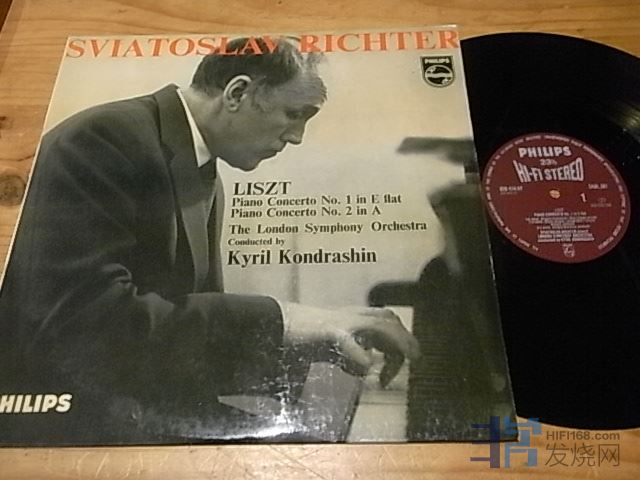 SVIATOSLAV RICHTER
PHILIPS
LISZT
Piano Concerto No. 1 in E flat
Piano Concerto No. 2 in A
The London Symphony Orchestra
Conducted by
Kyril Kondrashin
HILIPS
PHILIPS
33⅓
HI-FI STEREO
1
HIFI168.com
发烧网